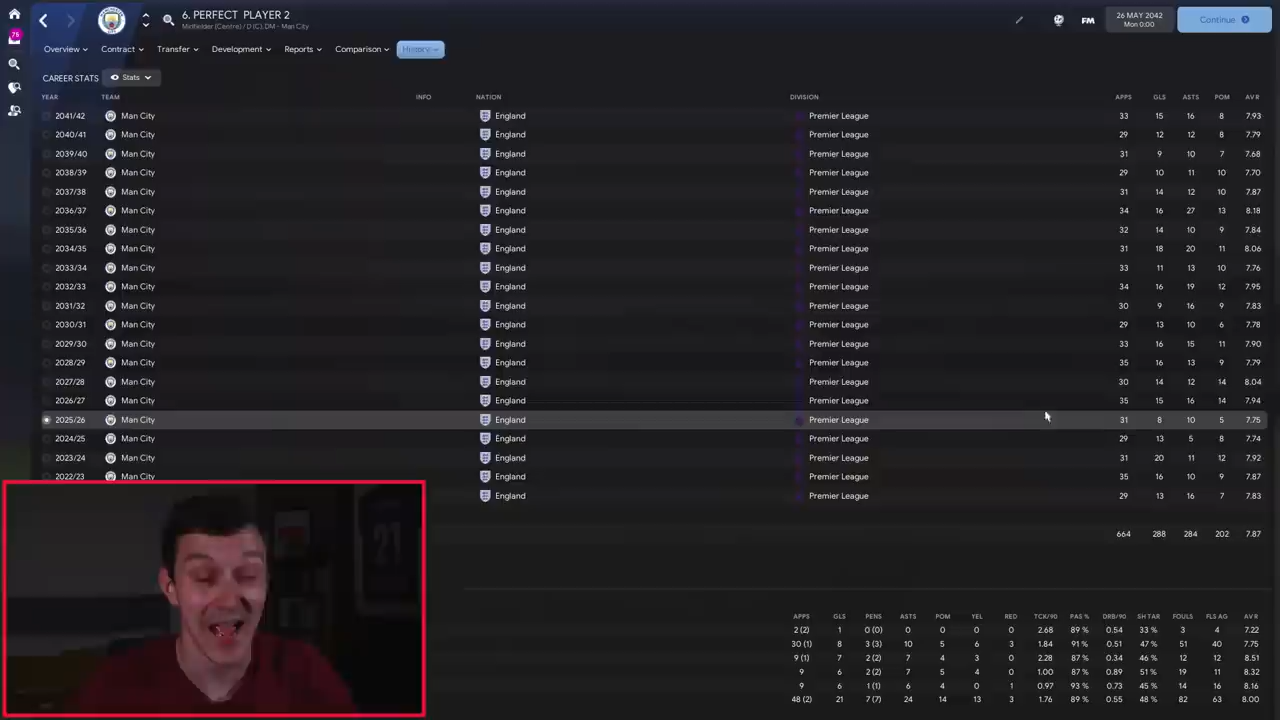 6. PERFECT PLAYER 2
Midfielder (Centre) / D (C), DM - Man City
FM
26 MAY 2042
Mon 0:00
Continue
75
Overview Contract Transfer Development Reports Comparison History
CAREER STATS Stats
YEAR TEAM INFO NATION DIVISION APPS GLS ASTS POM AVR
2041/42 Man City England Premier League 33 15 16 8 7.93
2040/41 Man City England Premier League 29 12 12 8 7.79
2039/40 Man City England Premier League 31 9 10 7 7.68
2038/39 Man City England Premier League 29 10 11 10 7.70
2037/38 Man City England Premier League 31 14 12 10 7.87
2036/37 Man City England Premier League 34 16 27 13 8.18
2035/36 Man City England Premier League 32 14 10 9 7.84
2034/35 Man City England Premier League 31 18 20 11 8.06
2033/34 Man City England Premier League 33 11 13 10 7.76
2032/33 Man City England Premier League 34 16 19 12 7.95
2031/32 Man City England Premier League 30 9 16 9 7.83
2030/31 Man City England Premier League 29 13 10 6 7.78
2029/30 Man City England Premier League 33 16 15 11 7.90
2028/29 Man City England Premier League 35 16 13 9 7.79
2027/28 Man City England Premier League 30 14 12 14 8.04
2026/27 Man City England Premier League 35 15 16 14 7.94
2025/26 Man City England Premier League 31 8 10 5 7.75
2024/25 Man City England Premier League 29 13 5 8 7.74
2023/24 Man City England Premier League 31 20 11 12 7.92
2022/23 Man City England Premier League 35 16 10 9 7.87
England Premier League 29 13 16 7 7.83
664 288 284 202 7.87
APPS GLS PENS ASTS POM YEL RED TCK/90 PAS % DRB/90 SH TAR FOULS FLS AG AVR
2 (2) 1 0 (0) 0 0 0 0 2.68 89 % 0.54 33 % 3 4 7.22
30 (1) 8 3 (3) 10 5 6 3 1.84 91 % 0.51 47 % 51 40 7.75
9 (1) 7 2 (2) 7 4 3 0 2.28 87 % 0.34 46 % 12 12 8.51
9 6 2 (2) 7 5 4 0 1.00 87 % 0.89 51 % 19 11 8.32
9 6 1 (1) 6 4 0 1 0.97 93 % 0.73 45 % 14 16 8.16
48 (2) 21 7 (7) 24 14 13 3 1.76 89 % 0.55 48 % 82 63 8.00
21